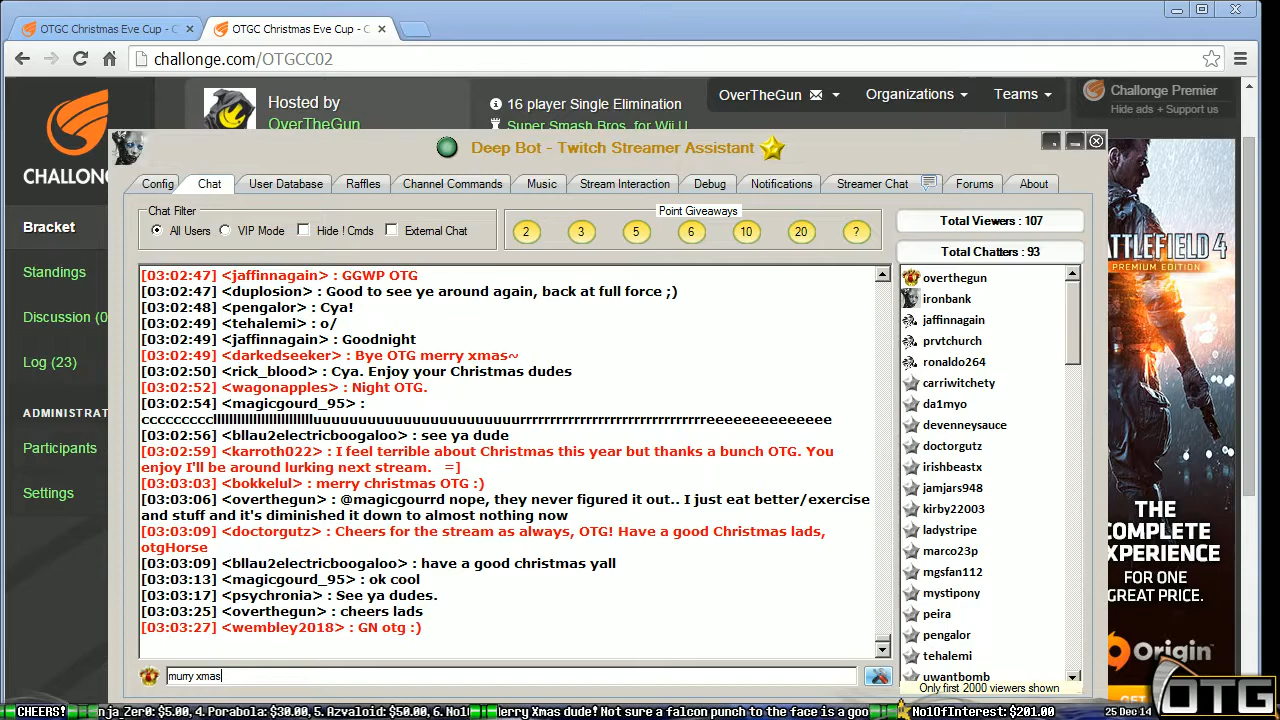 OTGC Christmas Eve Cup - C
OTGC Christmas Eve Cup - C
challonge.com/OTGCC02
Hosted by
OverTheGun
16 player Single Elimination
Super Smash Bros. for Wii U
OverTheGun
Organizations
Teams
Challonge Premier
Hide ads + Support us
CHALLONG
Bracket
Standings
Discussion (0
Log (23)
ADMINISTRAT
Participants
Settings
Deep Bot - Twitch Streamer Assistant
Config
Chat
User Database
Raffles
Channel Commands
Music
Stream Interaction
Debug
Notifications
Streamer Chat
Forums
About
Chat Filter
All Users
VIP Mode
Hide ! Cmds
External Chat
Point Giveaways
2 3 5 6 10 20 ?
Total Viewers : 107
Total Chatters : 93
[03:02:47] <jaffinnagain> : GGWP OTG
[03:02:47] <duplosion> : Good to see ye around again, back at full force ;)
[03:02:48] <pengalor> : Cya!
[03:02:49] <tehalemi> : o/
[03:02:49] <jaffinnagain> : Goodnight
[03:02:49] <darkedseeker> : Bye OTG merry xmas~
[03:02:50] <rick_blood> : Cya. Enjoy your Christmas dudes
[03:02:52] <wagonapples> : Night OTG.
[03:02:54] <magicgourd_95> :
[03:02:56] <bllau2electricboogaloo> : see ya dude
[03:02:59] <karroth022> : I feel terrible about Christmas this year but thanks a bunch OTG. You
enjoy I'll be around lurking next stream.   =]
[03:03:03] <bokkelul> : merry christmas OTG :)
[03:03:06] <overthegun> : @magicgourrd nope, they never figured it out.. I just eat better/exercise
and stuff and it's diminished it down to almost nothing now
[03:03:09] <doctorgutz> : Cheers for the stream as always, OTG! Have a good Christmas lads,
otgHorse
[03:03:09] <bllau2electricboogaloo> : have a good christmas yall
[03:03:13] <magicgourd_95> : ok cool
[03:03:17] <psychronia> : See ya dudes.
[03:03:25] <overthegun> : cheers lads
[03:03:27] <wembley2018> : GN otg :)
murry xmas
overthegun
ironbank
jaffinnagain
prvtchurch
ronaldo264
carriwitchety
da1myo
devenneysauce
doctorgutz
irishbeastx
jamjars948
kirby22003
ladystripe
marco23p
mgsfan112
mystipony
peira
pengalor
tehalemi
uwantbomb
Only first 2000 viewers shown
BATTLEFIELD 4
PREMIUM EDITION
THE
COMPLETE
EXPERIENCE
FOR ONE
GREAT PRICE.
Origin
GET
OTG
CHEERS!
nja_Zer0: $5.00, 4. Porabola: $30.00, 5. Azvaloid: $50.00, 6. No1
erry Xmas dude! Not sure a falcon punch to the face is a goo
No1OfInterest: $201.00
25 Dec 14